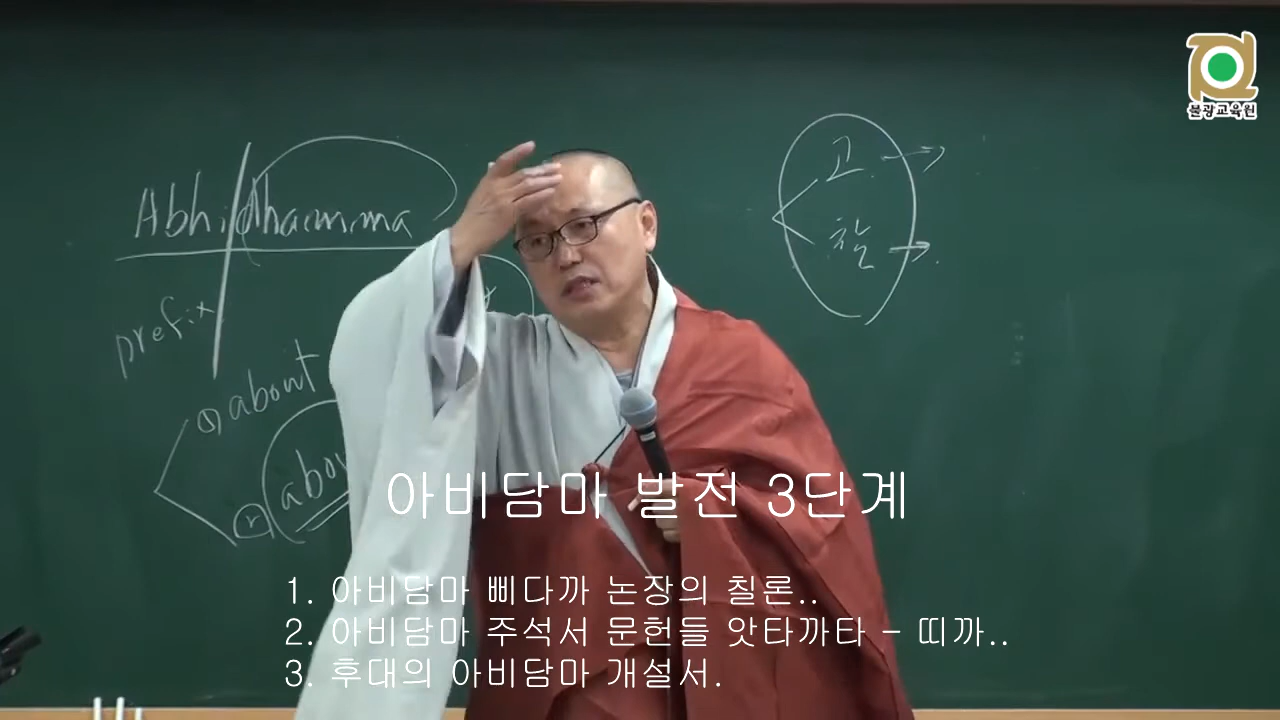 불광교육원
Abhidhamma
고
찰
prefix
① about
②
아비담마 발전 3단계
1. 아비담마 삐다까 논장의 칠론..
2. 아비담마 주석서 문헌들 앗타까타 - 띠까..
3. 후대의 아비담마 개설서.